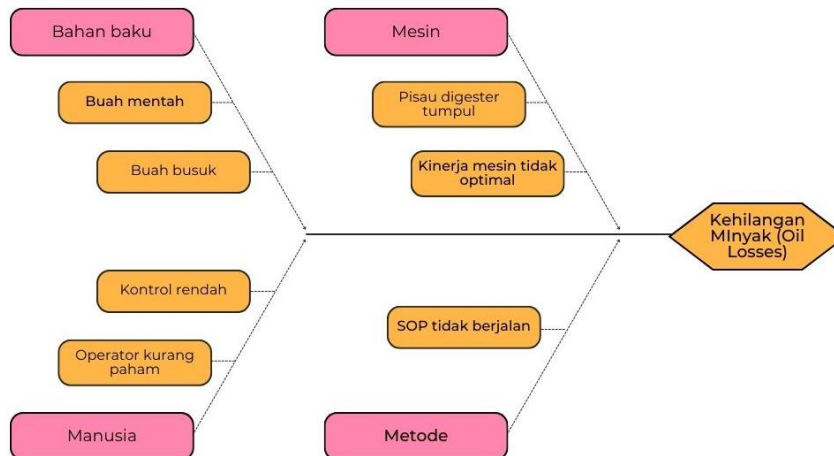 Bahan baku
Mesin
Buah mentah
Pisau digester
tumpul
Buah busuk
Kinerja mesin tidak
optimal
Kehilangan
MInyak (Oil
Losses)
Kontrol rendah
SOP tidak berjalan
Operator kurang
paham
Manusia
Metode